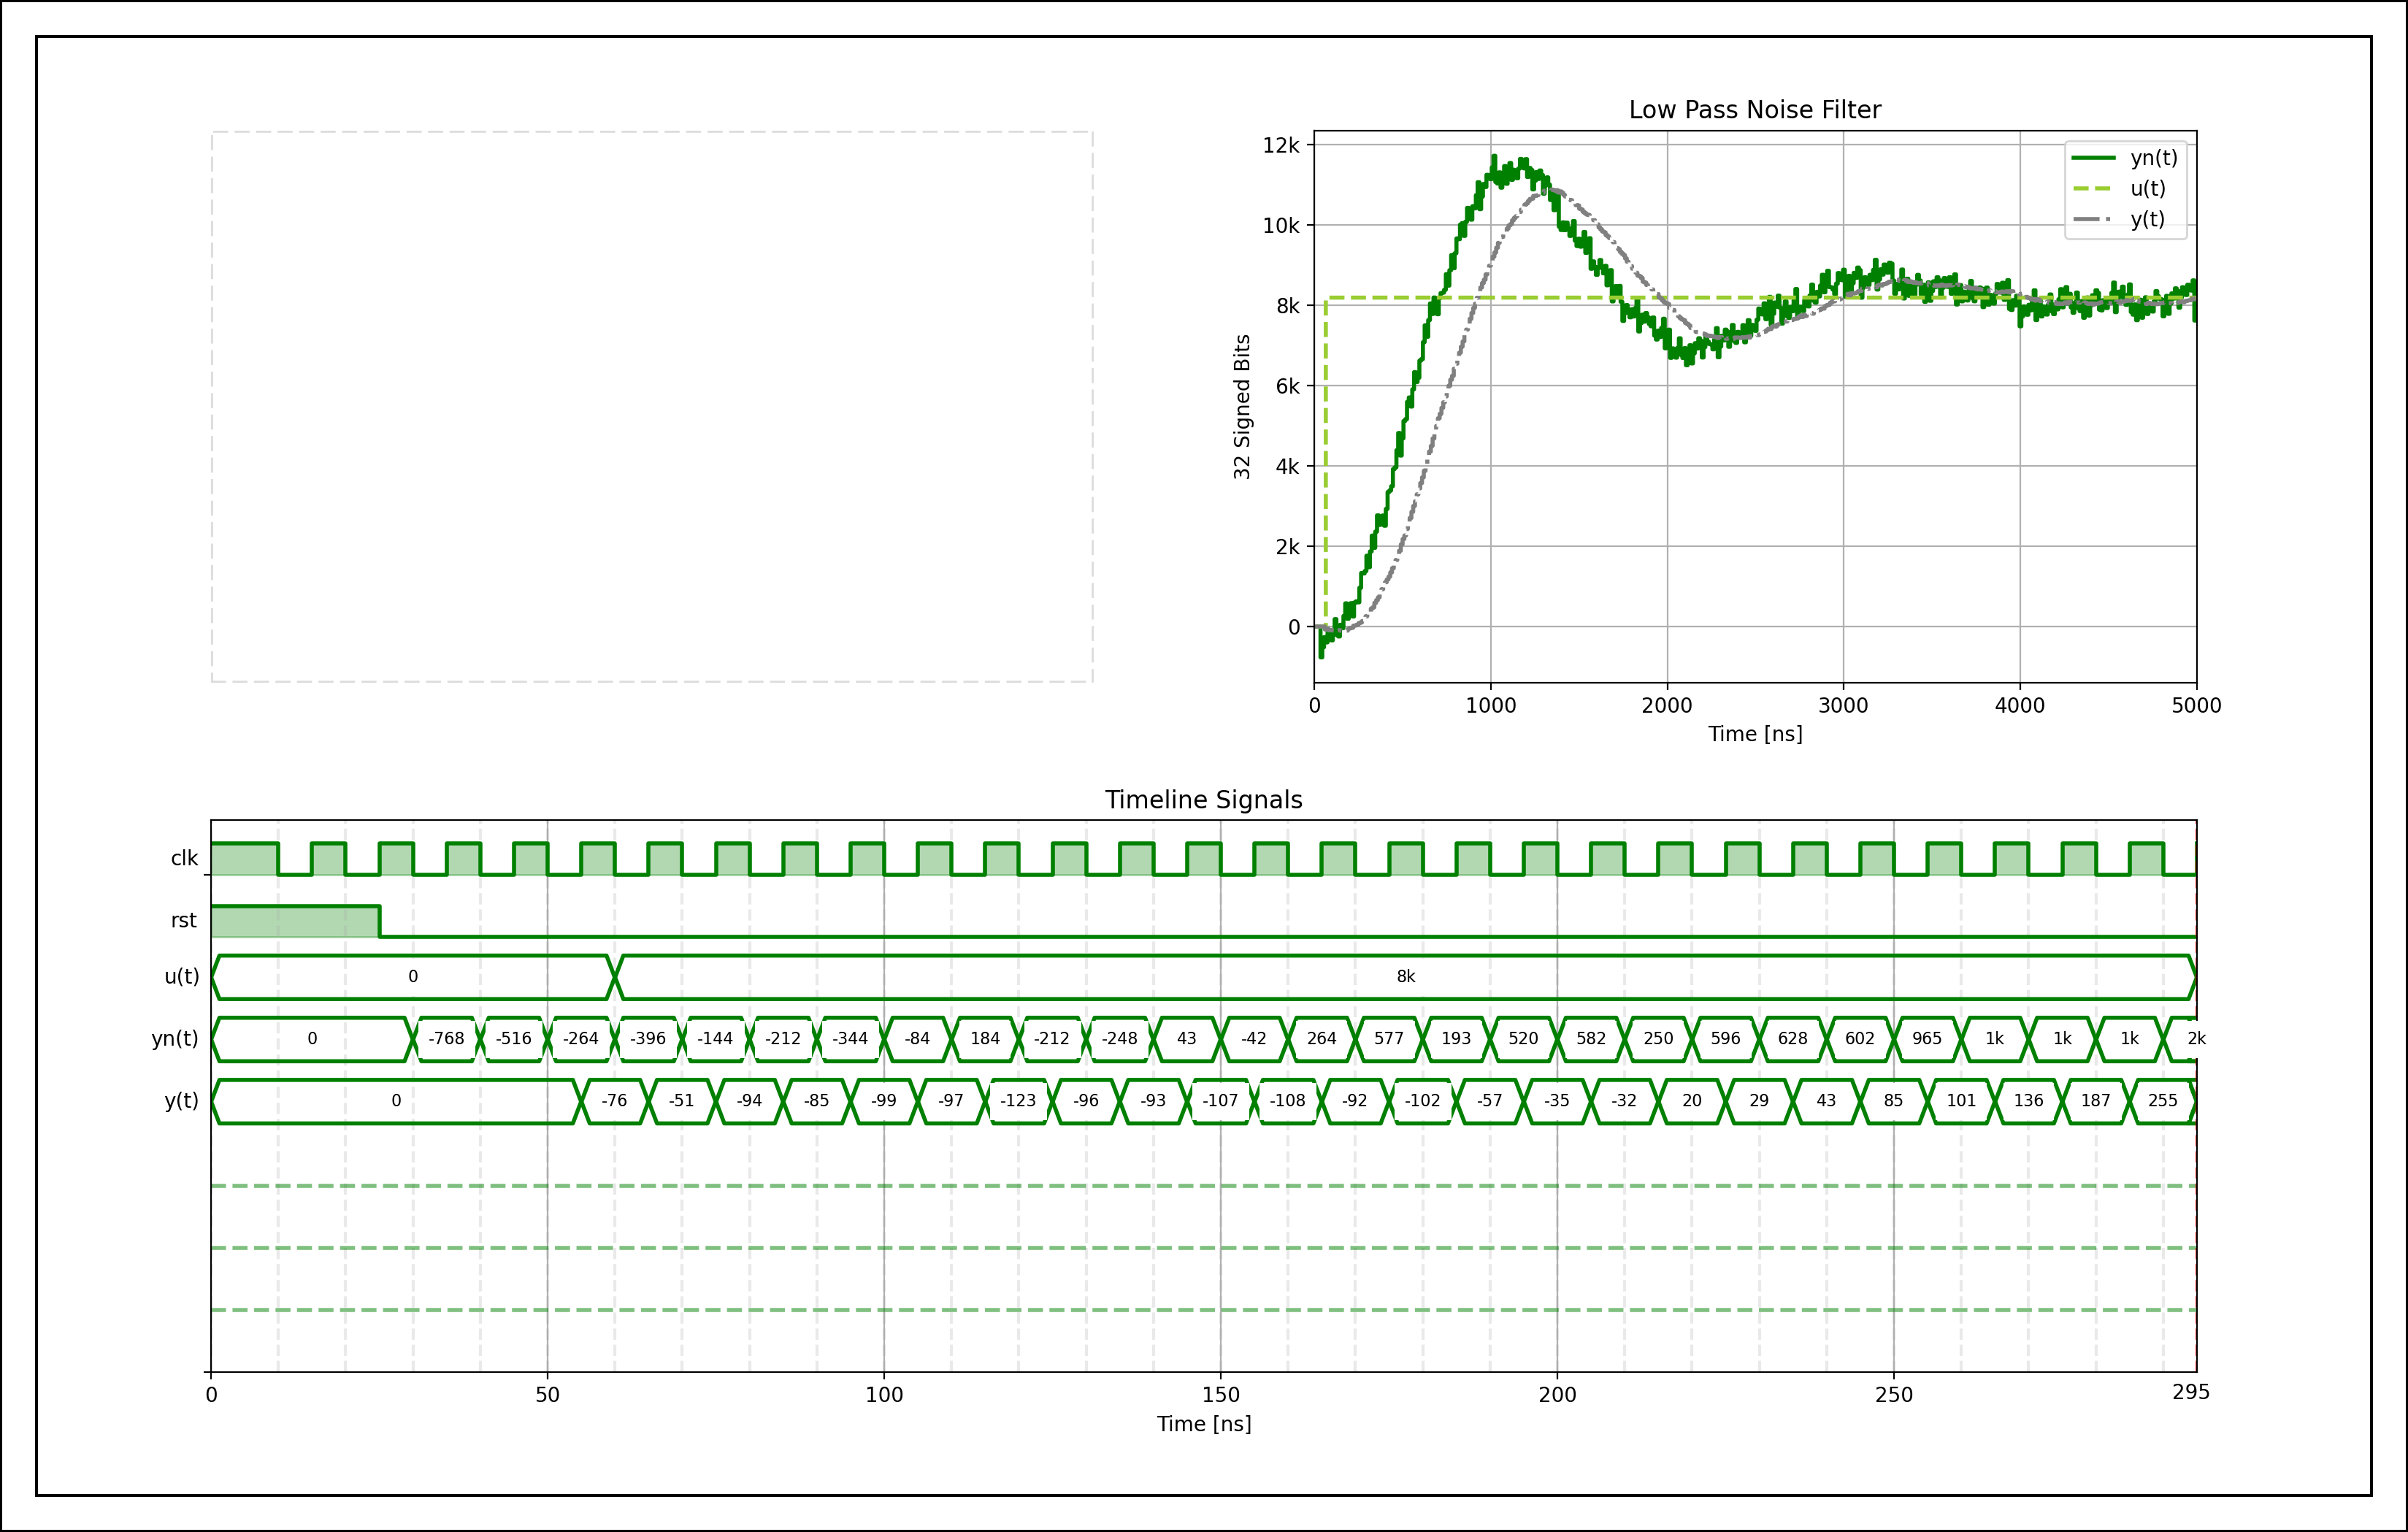 Low Pass Noise Filter
12k
10k
8k
6k
4k
2k
0
32 Signed Bits
yn(t)
u(t)
y(t)
0 1000 2000 3000 4000 5000
Time [ns]
Timeline Signals
clk
rst
u(t) 0 8k
yn(t) 0 -768 -516 -264 -396 -144 -212 -344 -84 184 -212 -248 43 -42 264 577 193 520 582 250 596 628 602 965 1k 1k 1k 2k
y(t) 0 -76 -51 -94 -85 -99 -97 -123 -96 -93 -107 -108 -92 -102 -57 -35 -32 20 29 43 85 101 136 187 255
0 50 100 150 200 250 295
Time [ns]